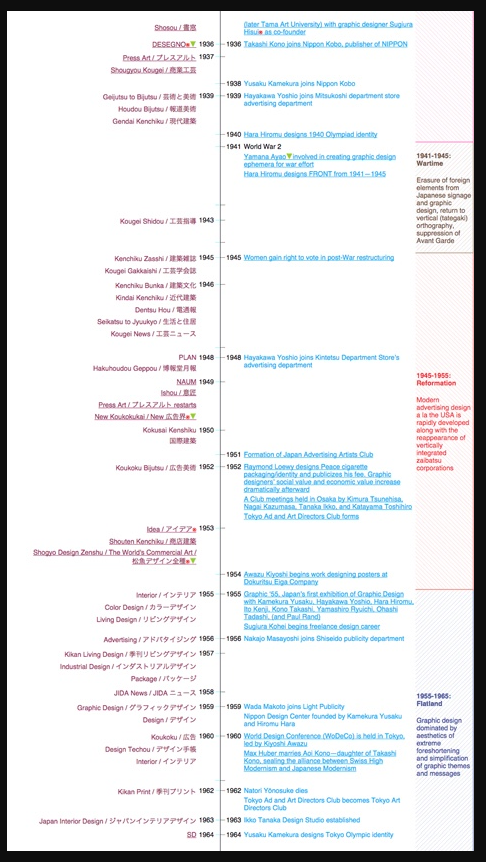 (later Tama Art University) with graphic designer Sugiura
Hisui as co-founder
Shosou / 書窓
DESEGNO 1936
1936 Takashi Kono joins Nippon Kobo, publisher of NIPPON
Press Art / プレスアルト 1937
Shougyou Kougei / 商業工芸
1938 Yusaku Kamekura joins Nippon Kobo
Geijutsu to Bijutsu / 芸術と美術 1939
1939 Hayakawa Yoshio joins Mitsukoshi department store
advertising department
Houdou Bijutsu / 報道美術
Gendai Kenchiku / 現代建築
1940 Hara Hiromu designs 1940 Olympiad identity
1941 World War 2
Yamana Ayao involved in creating graphic design
ephemera for war effort
Hara Hiromu designs FRONT from 1941—1945
1941-1945:
Wartime
Erasure of foreign
elements from
Japanese signage
and graphic
design, return to
vertical (tategaki)
orthography,
suppression of
Avant Garde
Kougei Shidou / 工芸指導 1943
Kenchiku Zasshi / 建築雑誌 1945
1945 Women gain right to vote in post-War restructuring
Kougei Gakkaishi / 工芸学会誌
Kenchiku Bunka / 建築文化 1946
Kindai Kenchiku / 近代建築
Dentsu Hou / 電通報
Seikatsu to Jyuukyo / 生活と住居
Kougei News / 工芸ニュース
PLAN 1948
1948 Hayakawa Yoshio joins Kintetsu Department Store's
advertising department
Hakuhoudou Geppou / 博報堂月報
NAUM 1949
Ishou / 意匠
Press Art / プレスアルト restarts
New Koukokukai / New 広告界
Kokusai Kenshiku 1950
国際建築
1945-1955:
Reformation
Modern
advertising design
a la the USA is
rapidly developed
along with the
reappearance of
vertically
integrated
zaibatsu
corporations
1951 Formation of Japan Advertising Artists Club
Koukoku Bijutsu / 広告美術 1952
1952 Raymond Loewy designs Peace cigarette
packaging/identity and publicizes his fee, Graphic
designers' social value and economic value increase
dramatically afterward
A Club meetings held in Osaka by Kimura Tsunehisa,
Nagai Kazumasa, Tanaka Ikko, and Katayama Toshihiro
Tokyo Ad and Art Directors Club forms
Idea / アイデア 1953
Shouten Kenchiku / 商店建築
Shogyo Design Zenshu / The World's Commercial Art /
1954 Awazu Kiyoshi begins work designing posters at
Dokuritsu Eiga Company
Interior / インテリア 1955
1955 Graphic '55, Japan's first exhibition of Graphic Design
with Kamekura Yusaku, Hayakawa Yoshio, Hara Hiromu,
Ito Kenji, Kono Takashi, Yamashiro Ryuichi, Ohashi
Tadashi, (and Paul Rand)
Sugiura Kohei begins freelance design career
Color Design / カラーデザイン
Living Design / リビングデザイン
Advertising / アドバタイジング 1956
1956 Nakajo Masayoshi joins Shiseido publicity department
Kikan Living Design / 季刊リビングデザイン 1957
Industrial Design / インダストリアルデザイン
Package / パッケージ
JIDA News / JIDA ニュース 1958
Graphic Design / グラフィックデザイン 1959
1959 Wada Makoto joins Light Publicity
Nippon Design Center founded by Kamekura Yusaku
and Hiromu Hara
Design / デザイン
Koukoku / 広告 1960
1960 World Design Conference (WoDeCo) is held in Tokyo,
led by Kiyoshi Awazu
Max Huber marries Aoi Kono—daughter of Takashi
Kono, sealing the alliance between Swiss High
Modernism and Japanese Modernism
Design Techou / デザイン手帳
Interior / インテリア
1955-1965:
Flatland
Graphic design
dominated by
aesthetics of
extreme
foreshortening
and simplification
of graphic themes
and messages
Kikan Print / 季刊プリント 1962
1962 Natori Yōnosuke dies
Tokyo Ad and Art Directors Club becomes Tokyo Art
Directors Club
Japan Interior Design / ジャパンインテリアデザイン 1963
1963 Ikko Tanaka Design Studio established
SD 1964
1964 Yusaku Kamekura designs Tokyo Olympic identity